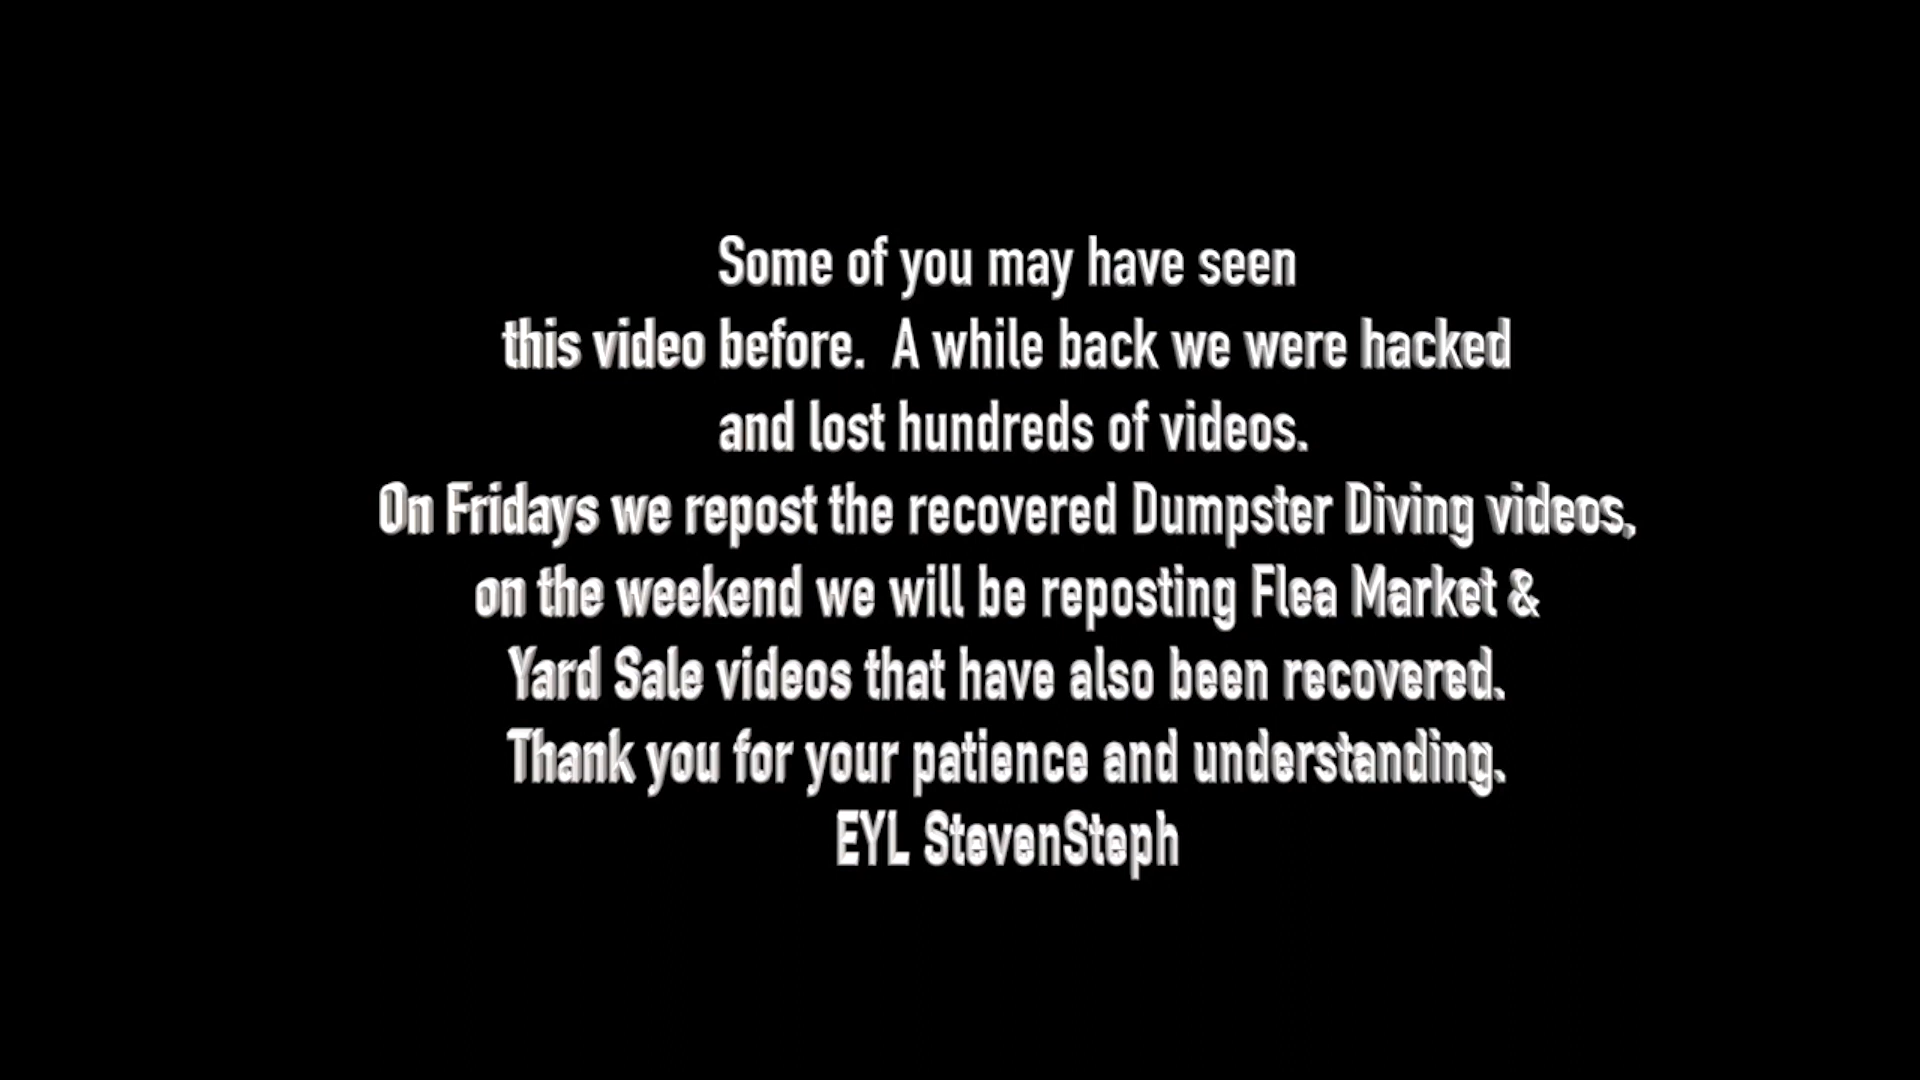 Some of you may have seen
this video before.  A while back we were hacked
and lost hundreds of videos.
On Fridays we repost the recovered Dumpster Diving videos,
on the weekend we will be reposting Flea Market &
Yard Sale videos that have also been recovered.
Thank you for your patience and understanding.
EYL StevenSteph